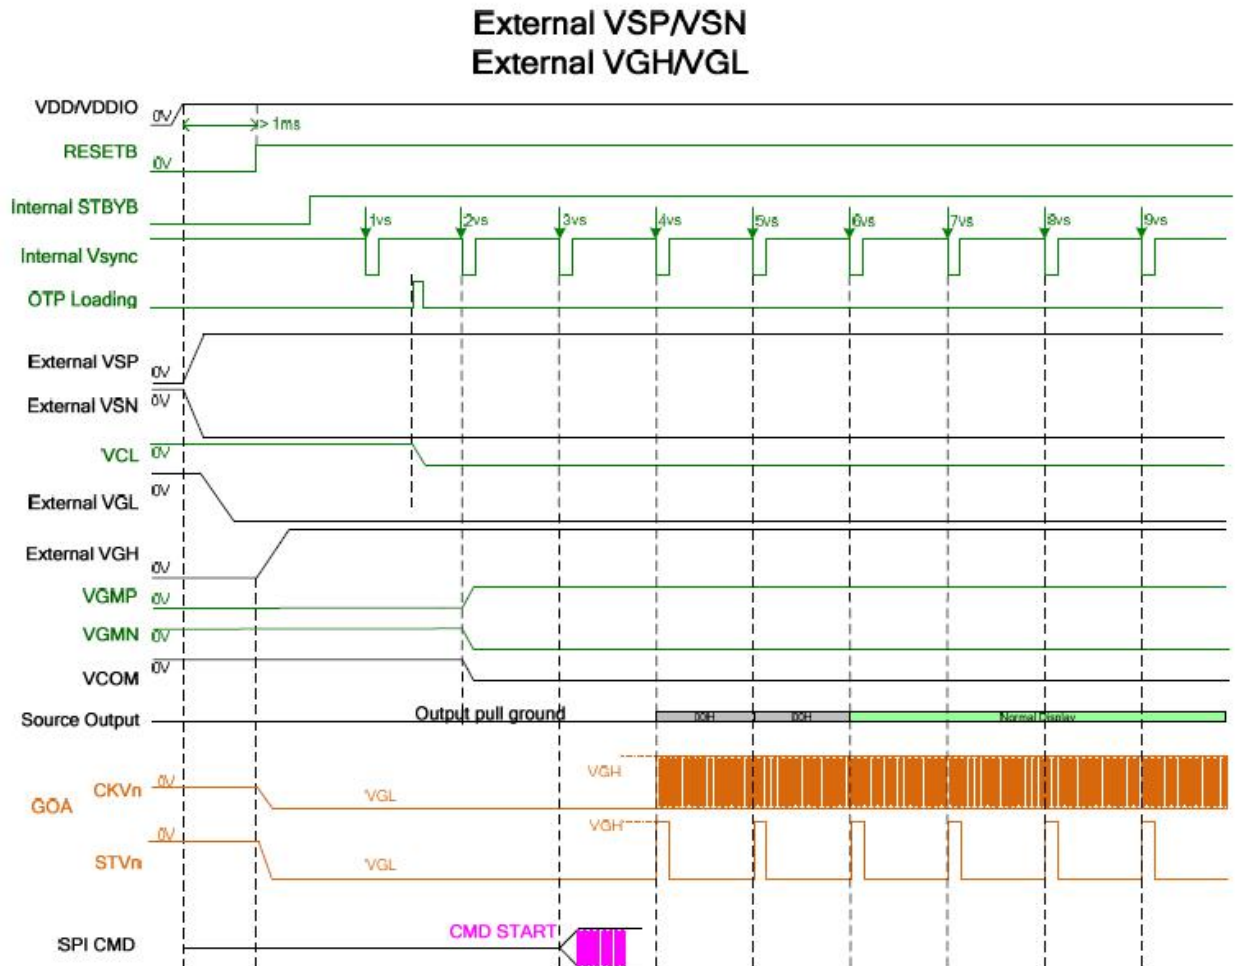 External VSP/VSN
External VGH/VGL
VDD/VDDIO 0V
> 1ms
RESETB 0V
Internal STBYB
1vs 2vs 3vs 4vs 5vs 6vs 7vs 8vs 9vs
Internal Vsync
OTP Loading
External VSP 0V
External VSN 0V
VCL 0V
External VGL 0V
External VGH 0V
VGMP 0V
VGMN 0V
VCOM 0V
Source Output Output pull ground 00H 00H Normal Display
GOA
CKVn 0V VGL VGH
STVn 0V VGL VGH
SPI CMD CMD START